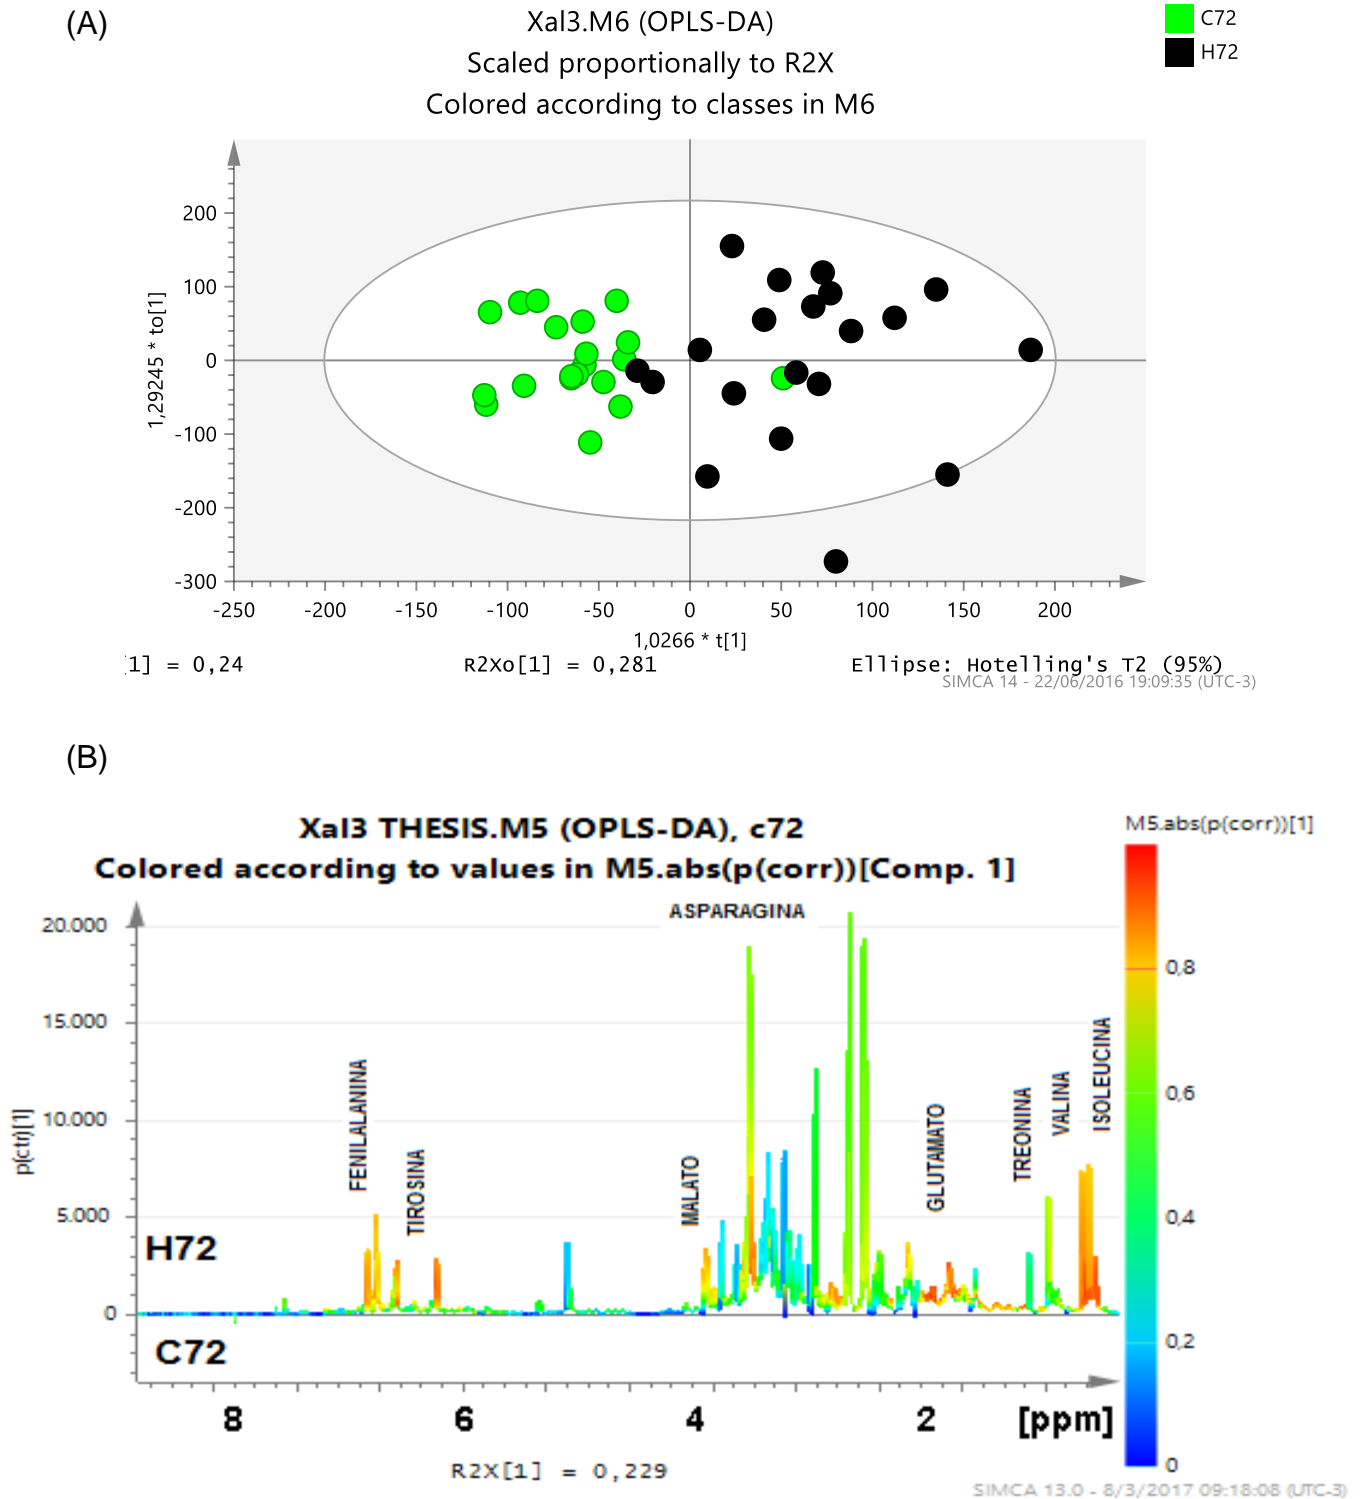 (A)
Xal3.M6 (OPLS-DA)
Scaled proportionally to R2X
Colored according to classes in M6
C72
H72
1,29245 * to[1]
200
100
0
-100
-200
-300
-250 -200 -150 -100 -50 0 50 100 150 200
1,0266 * t[1]
1] = 0,24 R2Xo[1] = 0,281 Ellipse: Hotelling's T2 (95%)
SIMCA 14 - 22/06/2016 19:09:35 (UTC-3)
(B)
Xal3 THESIS.M5 (OPLS-DA), c72
Colored according to values in M5.abs(p(corr))[Comp. 1]
M5.abs(p(corr))[1]
p(ctr)[1]
20.000
15.000
10.000
5.000
0
ASPARAGINA
FENILALANINA
TIROSINA
MALATO
GLUTAMATO
TREONINA
VALINA
ISOLEUCINA
H72
C72
0,8
0,6
0,4
0,2
0
8 6 4 2 [ppm]
R2X[1] = 0,229
SIMCA 13.0 - 8/3/2017 09:18:08 (UTC-3)